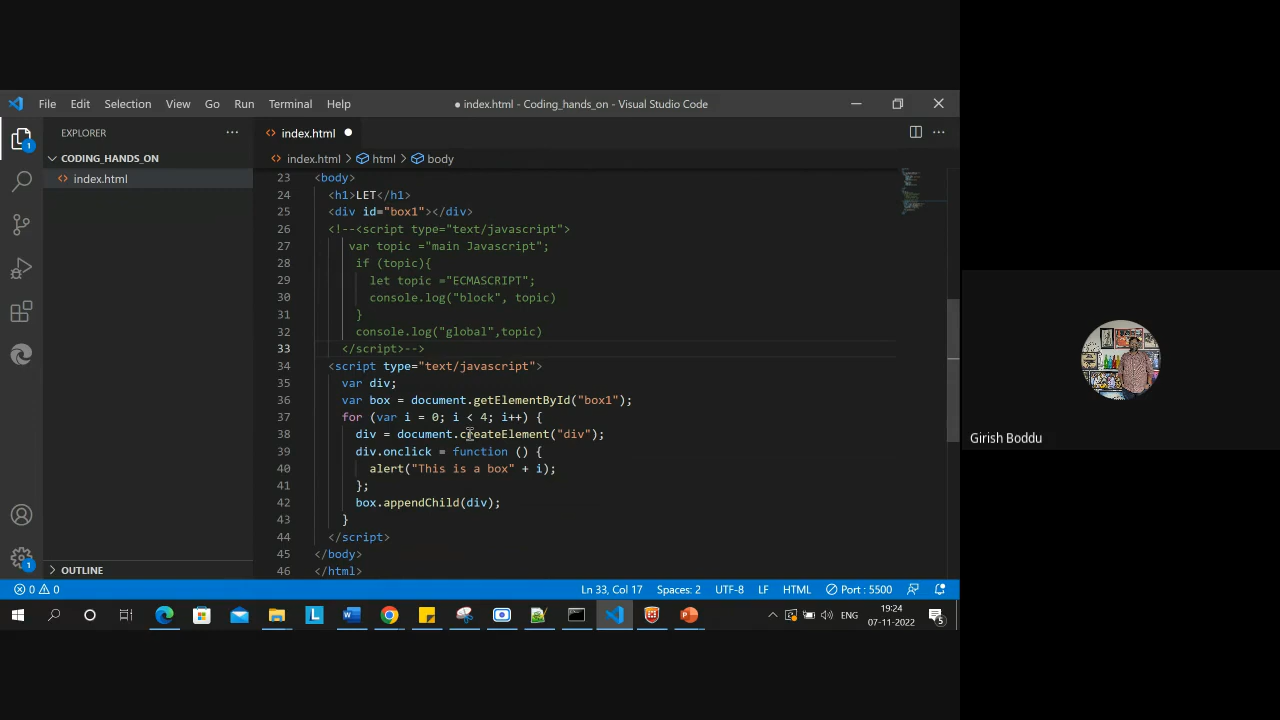 File Edit Selection View Go Run Terminal Help
● index.html - Coding_hands_on - Visual Studio Code
EXPLORER
index.html
CODING_HANDS_ON
index.html > html > body
index.html
23 <body>
24 <h1>LET</h1>
25 <div id="box1"></div>
26 <!--<script type="text/javascript">
27 var topic ="main Javascript";
28 if (topic){
29 let topic ="ECMASCRIPT";
30 console.log("block", topic)
31 }
32 console.log("global",topic)
33 </script>-->
34 <script type="text/javascript">
35 var div;
36 var box = document.getElementById("box1");
37 for (var i = 0; i < 4; i++) {
38 div = document.createElement("div");
39 div.onclick = function () {
40 alert("This is a box" + i);
41 };
42 box.appendChild(div);
43 }
44 </script>
45 </body>
46 </html>
OUTLINE
0 0 Ln 33, Col 17 Spaces: 2 UTF-8 LF HTML Port : 5500
ENG
19:24
07-11-2022
Girish Boddu